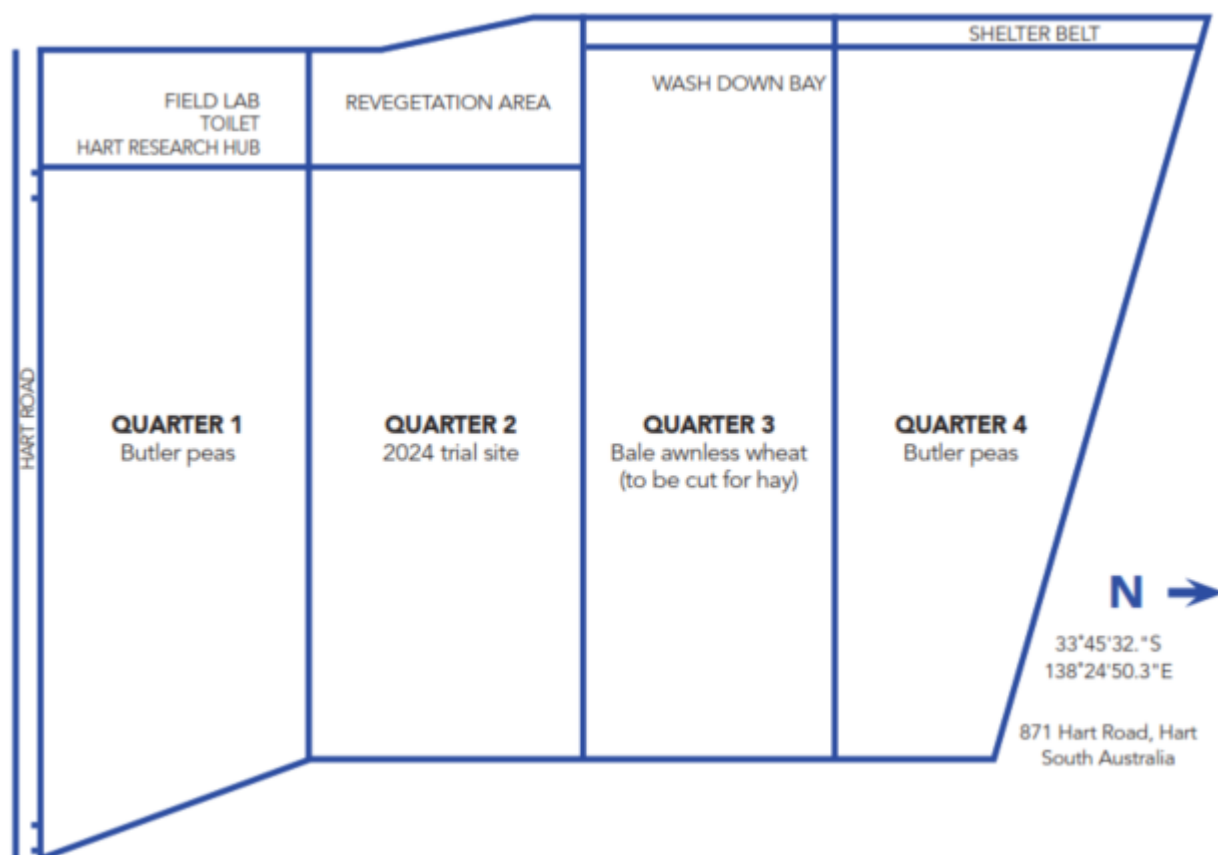 SHELTER BELT
FIELD LAB
TOILET
HART RESEARCH HUB
REVEGETATION AREA
WASH DOWN BAY
HART ROAD
QUARTER 1
Butler peas
QUARTER 2
2024 trial site
QUARTER 3
Bale awnless wheat
(to be cut for hay)
QUARTER 4
Butler peas
N
33°45'32."S
138°24'50.3"E
871 Hart Road, Hart
South Australia